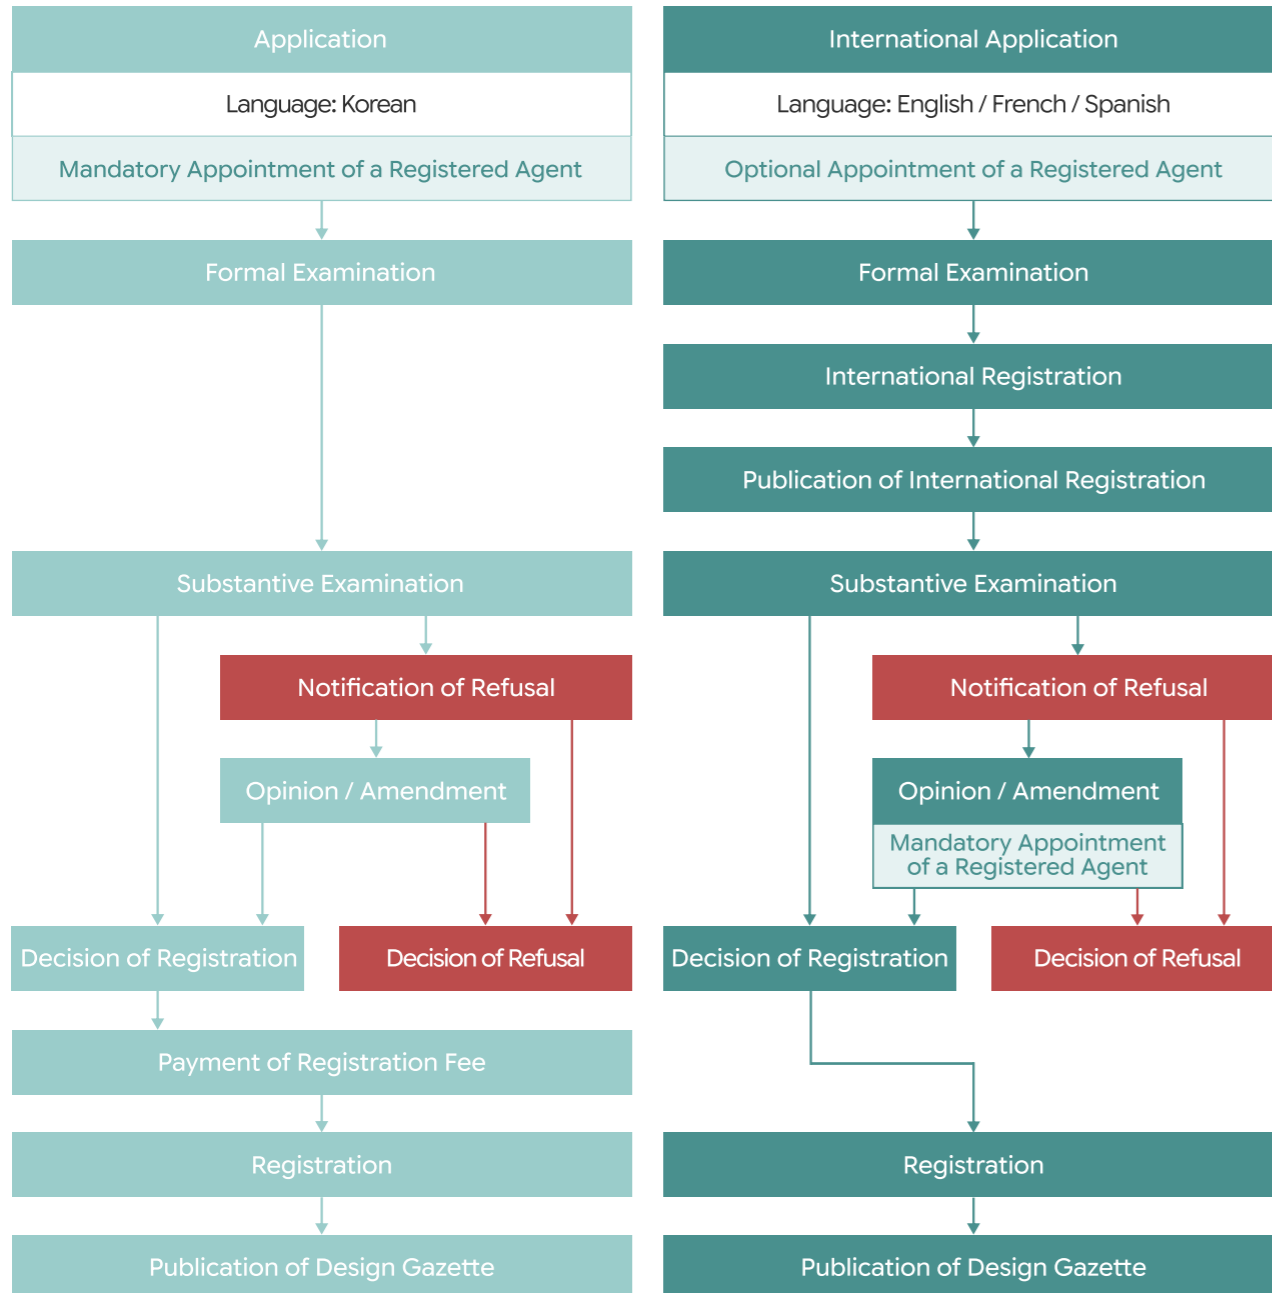 Application
Language: Korean
Mandatory Appointment of a Registered Agent
Formal Examination
Substantive Examination
Notification of Refusal
Opinion / Amendment
Decision of Registration
Decision of Refusal
Payment of Registration Fee
Registration
Publication of Design Gazette
International Application
Language: English / French / Spanish
Optional Appointment of a Registered Agent
Formal Examination
International Registration
Publication of International Registration
Substantive Examination
Notification of Refusal
Opinion / Amendment
Mandatory Appointment
of a Registered Agent
Decision of Registration
Decision of Refusal
Registration
Publication of Design Gazette